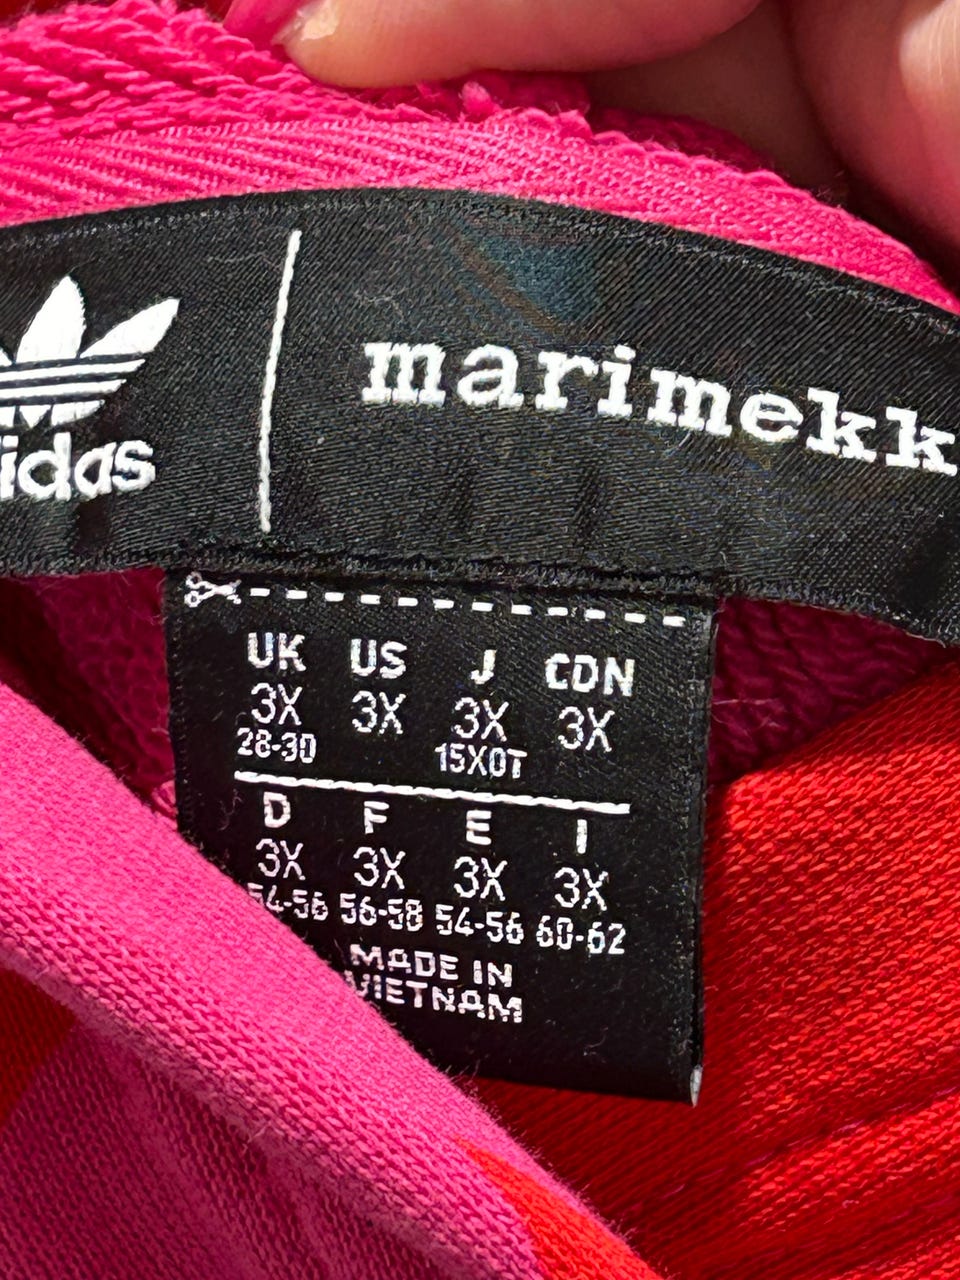 idas
marimekk
UK US J CDN
3X 3X 3X 3X
28-30 15XOT
D F E I
3X 3X 3X 3X
54-56 56-58 54-56 60-62
MADE IN
VIETNAM